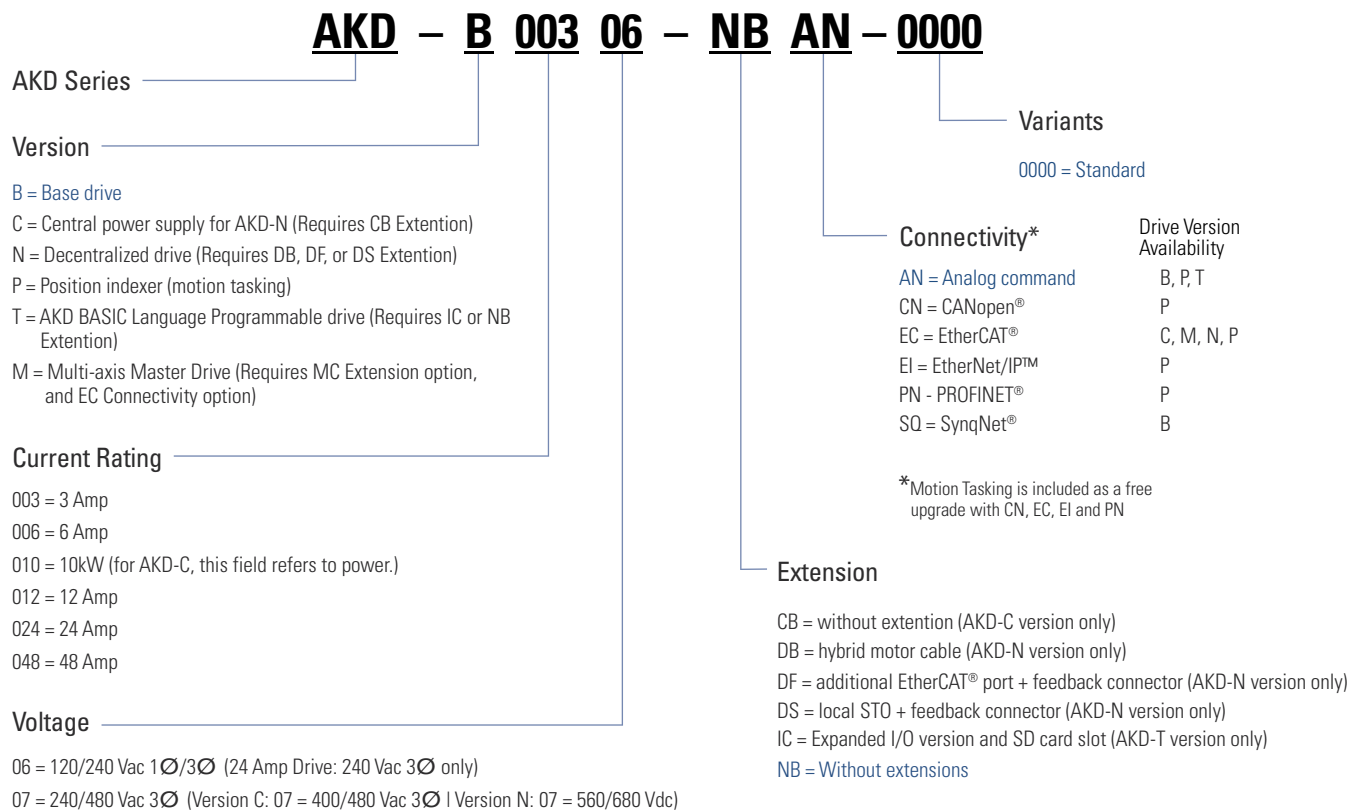 AKD – B 003 06 – NB AN – 0000
AKD Series
Version
B = Base drive
C = Central power supply for AKD-N (Requires CB Extention)
N = Decentralized drive (Requires DB, DF, or DS Extention)
P = Position indexer (motion tasking)
T = AKD BASIC Language Programmable drive (Requires IC or NB
Extention)
M = Multi-axis Master Drive (Requires MC Extension option,
and EC Connectivity option)
Current Rating
003 = 3 Amp
006 = 6 Amp
010 = 10kW (for AKD-C, this field refers to power.)
012 = 12 Amp
024 = 24 Amp
048 = 48 Amp
Voltage
06 = 120/240 Vac 1Ø/3Ø (24 Amp Drive: 240 Vac 3Ø only)
07 = 240/480 Vac 3Ø (Version C: 07 = 400/480 Vac 3Ø | Version N: 07 = 560/680 Vdc)
Variants
0000 = Standard
Connectivity* Drive Version
Availability
AN = Analog command B, P, T
CN = CANopen® P
EC = EtherCAT® C, M, N, P
EI = EtherNet/IP™ P
PN - PROFINET® P
SQ = SynqNet® B
*Motion Tasking is included as a free
upgrade with CN, EC, EI and PN
Extension
CB = without extention (AKD-C version only)
DB = hybrid motor cable (AKD-N version only)
DF = additional EtherCAT® port + feedback connector (AKD-N version only)
DS = local STO + feedback connector (AKD-N version only)
IC = Expanded I/O version and SD card slot (AKD-T version only)
NB = Without extensions